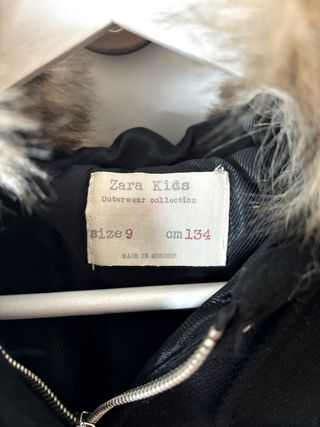 Zara Kids
Outerwear collection
size 9 cm 134
MADE IN MOROCCO